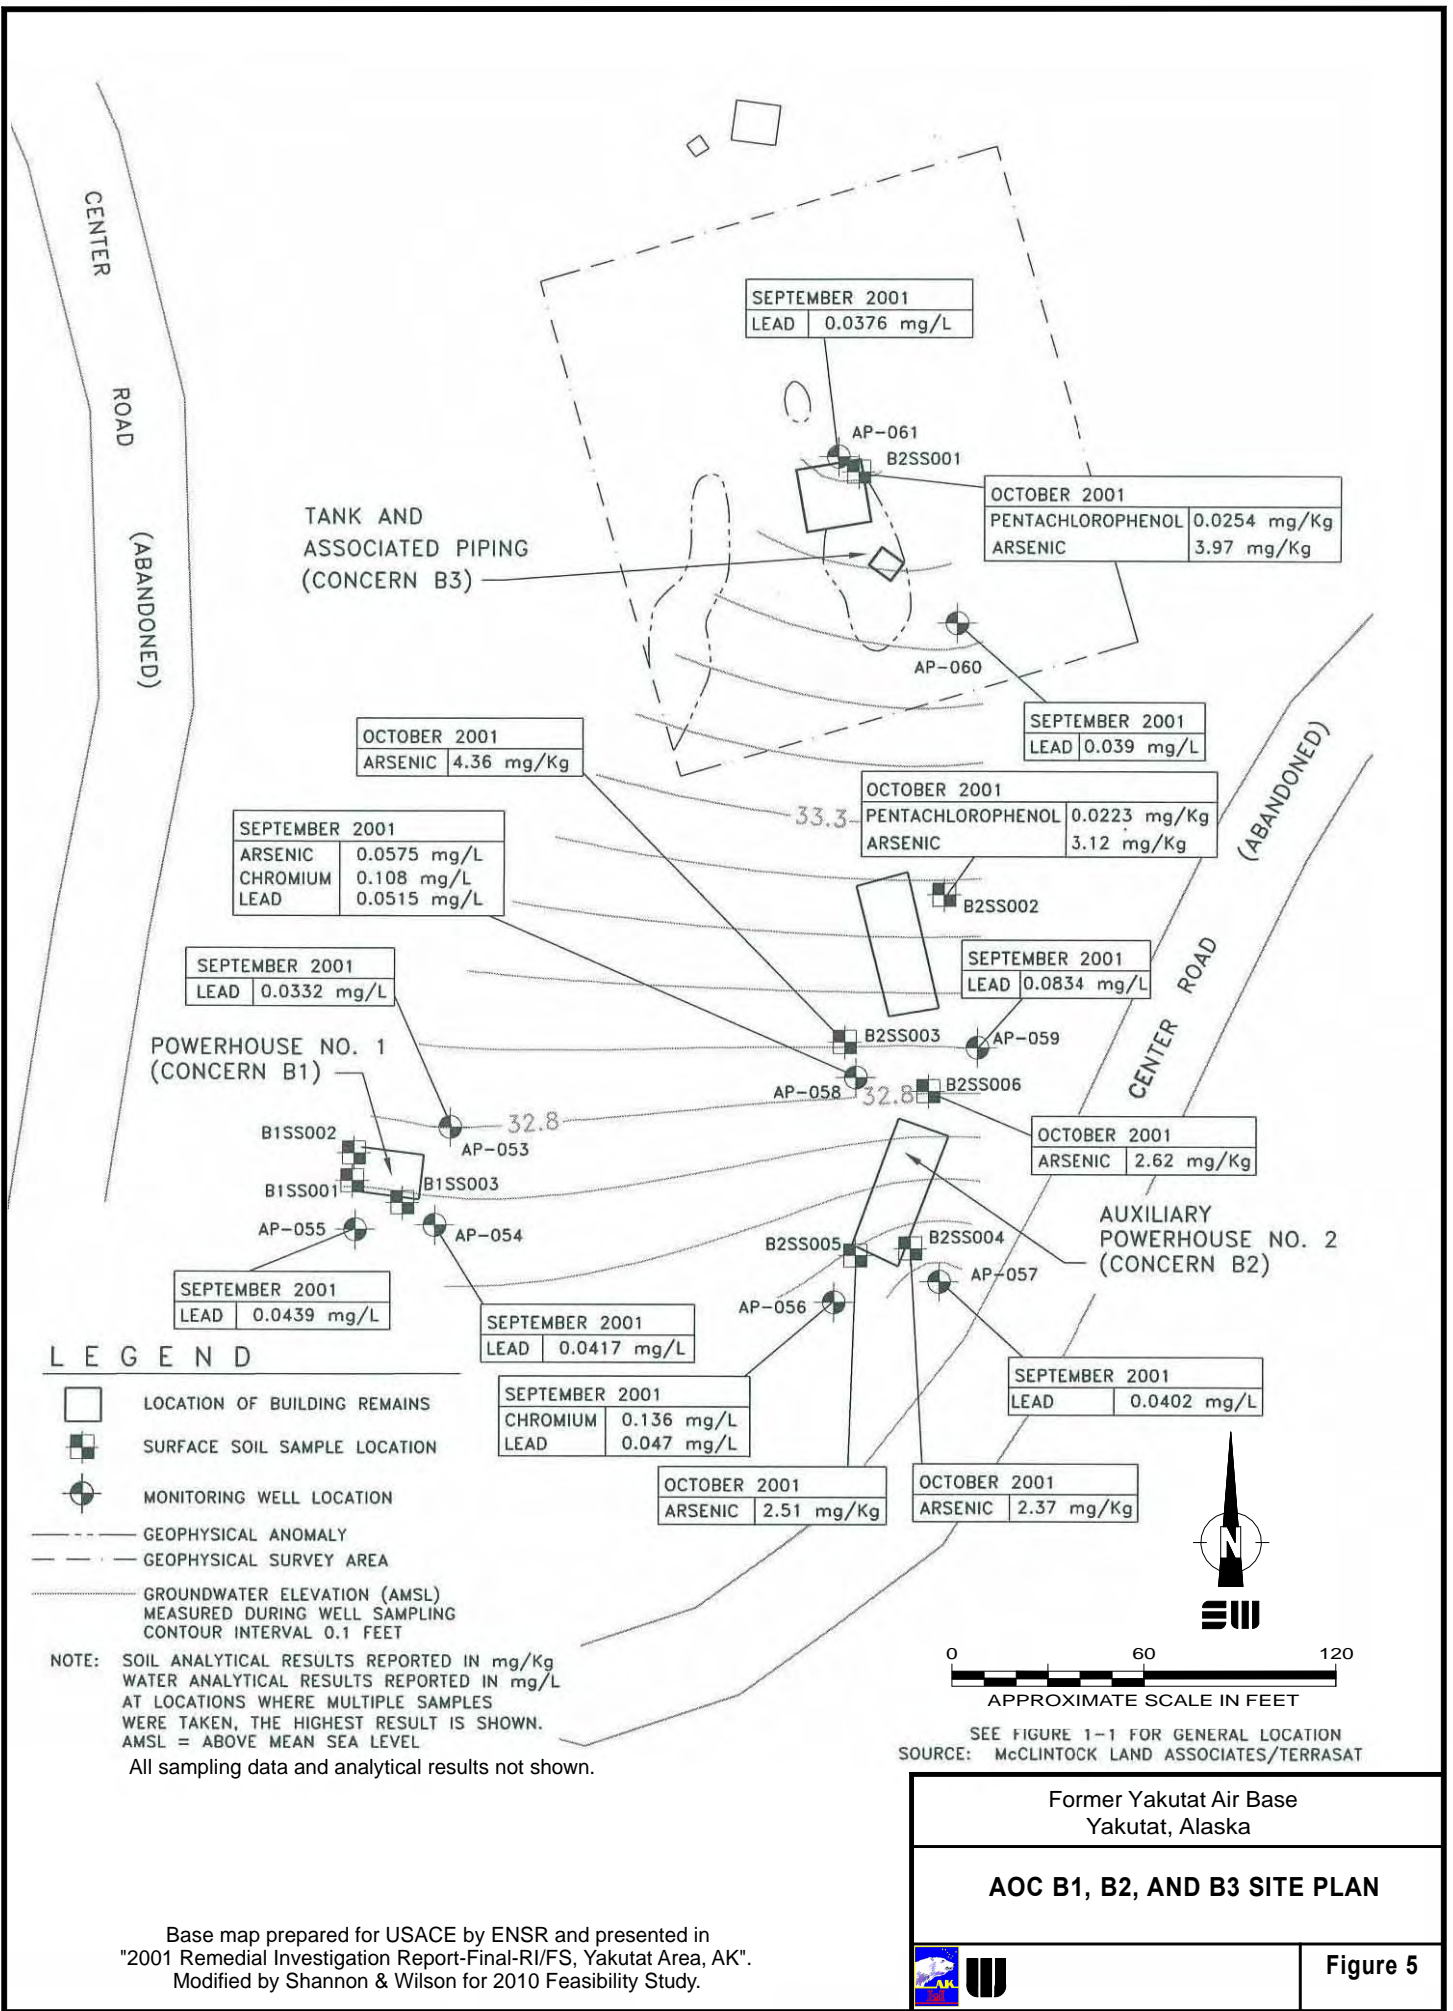 CENTER
ROAD
(ABANDONED)
SEPTEMBER 2001
LEAD 0.0376 mg/L
AP-061
B2SS001
OCTOBER 2001
PENTACHLOROPHENOL 0.0254 mg/Kg
ARSENIC 3.97 mg/Kg
TANK AND
ASSOCIATED PIPING
(CONCERN B3)
AP-060
SEPTEMBER 2001
LEAD 0.039 mg/L
OCTOBER 2001
ARSENIC 4.36 mg/Kg
OCTOBER 2001
PENTACHLOROPHENOL 0.0223 mg/Kg
ARSENIC 3.12 mg/Kg
33.3
SEPTEMBER 2001
ARSENIC 0.0575 mg/L
CHROMIUM 0.108 mg/L
LEAD 0.0515 mg/L
B2SS002
CENTER ROAD (ABANDONED)
SEPTEMBER 2001
LEAD 0.0332 mg/L
SEPTEMBER 2001
LEAD 0.0834 mg/L
POWERHOUSE NO. 1
(CONCERN B1)
B2SS003
AP-059
AP-058
32.8
B2SS006
32.8
B1SS002
AP-053
OCTOBER 2001
ARSENIC 2.62 mg/Kg
B1SS001
B1SS003
AP-055
AP-054
B2SS005
B2SS004
AUXILIARY
POWERHOUSE NO. 2
(CONCERN B2)
AP-056
AP-057
SEPTEMBER 2001
LEAD 0.0439 mg/L
SEPTEMBER 2001
LEAD 0.0417 mg/L
SEPTEMBER 2001
CHROMIUM 0.136 mg/L
LEAD 0.047 mg/L
SEPTEMBER 2001
LEAD 0.0402 mg/L
OCTOBER 2001
ARSENIC 2.51 mg/Kg
OCTOBER 2001
ARSENIC 2.37 mg/Kg
LEGEND
LOCATION OF BUILDING REMAINS
SURFACE SOIL SAMPLE LOCATION
MONITORING WELL LOCATION
GEOPHYSICAL ANOMALY
GEOPHYSICAL SURVEY AREA
GROUNDWATER ELEVATION (AMSL)
MEASURED DURING WELL SAMPLING
CONTOUR INTERVAL 0.1 FEET
NOTE: SOIL ANALYTICAL RESULTS REPORTED IN mg/Kg
WATER ANALYTICAL RESULTS REPORTED IN mg/L
AT LOCATIONS WHERE MULTIPLE SAMPLES
WERE TAKEN, THE HIGHEST RESULT IS SHOWN.
AMSL = ABOVE MEAN SEA LEVEL
All sampling data and analytical results not shown.
N
0 60 120
APPROXIMATE SCALE IN FEET
SEE FIGURE 1-1 FOR GENERAL LOCATION
SOURCE: McCLINTOCK LAND ASSOCIATES/TERRASAT
Former Yakutat Air Base
Yakutat, Alaska
AOC B1, B2, AND B3 SITE PLAN
Base map prepared for USACE by ENSR and presented in
"2001 Remedial Investigation Report-Final-RI/FS, Yakutat Area, AK".
Modified by Shannon & Wilson for 2010 Feasibility Study.
AK
Figure 5